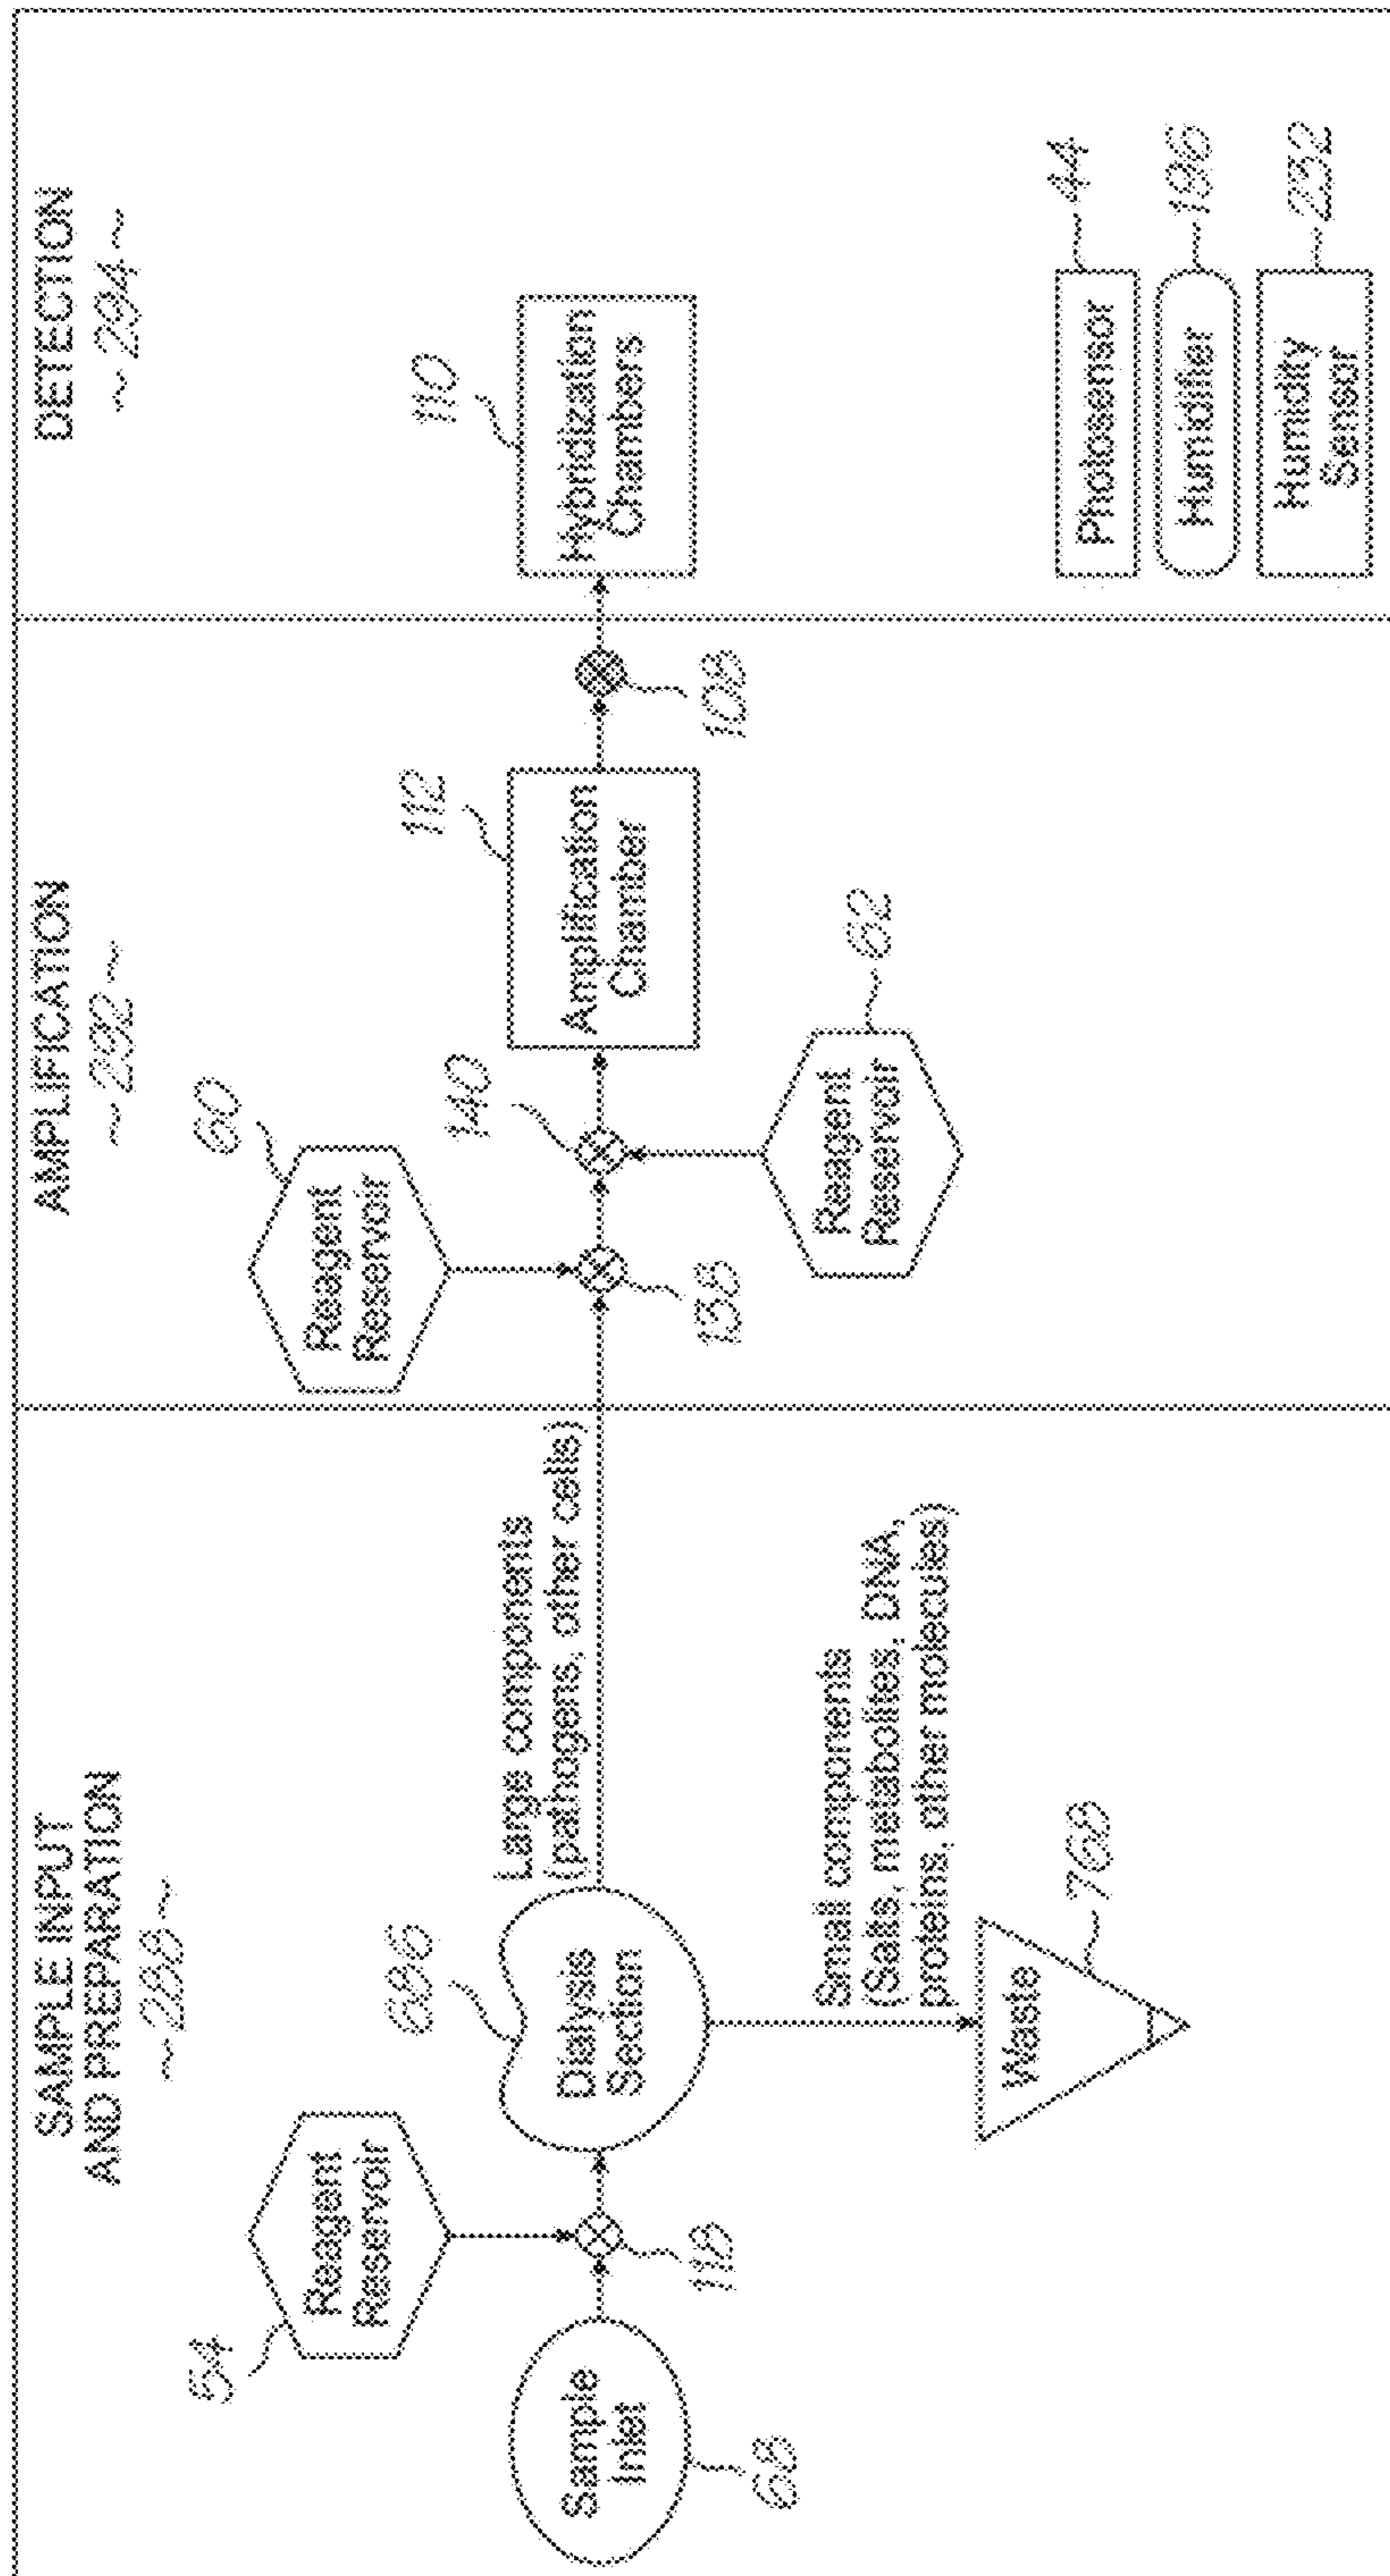 SAMPLE INPUT
AND PREPARATION
~ 288 ~
54
Reagent
Reservoir
Sample
Inlet
68
118
686
Dialysis
Section
Large components
(pathogens, other cells)
Small components
(Salts, metabolites, DNA,
proteins, other molecules)
Waste
768
AMPLIFICATION
~ 292 ~
60
Reagent
Reservoir
138
140
Reagent
Reservoir
62
112
Amplification
Chamber
108
DETECTION
~ 294 ~
110
Hybridization
Chambers
Photosensor
44
Humidifier
196
Humidity
Sensor
232